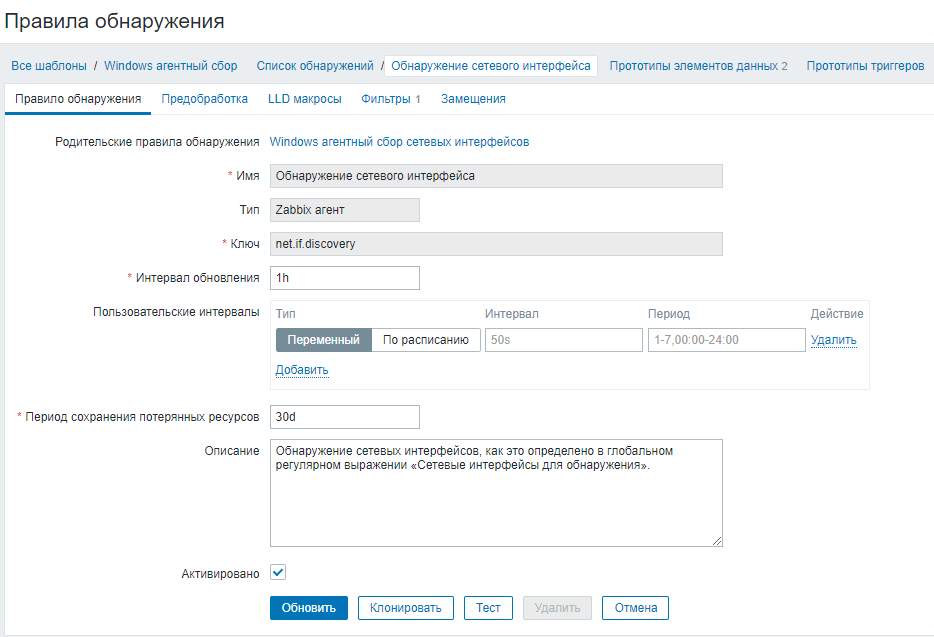 Правила обнаружения
Все шаблоны / Windows агентный сбор Список обнаружений / Обнаружение сетевого интерфейса Прототипы элементов данных 2 Прототипы триггеров
Правило обнаружения Предобработка LLD макросы Фильтры 1 Замещения
Родительские правила обнаружения Windows агентный сбор сетевых интерфейсов
* Имя Обнаружение сетевого интерфейса
Тип Zabbix агент
* Ключ net.if.discovery
* Интервал обновления 1h
Пользовательские интервалы Тип Интервал Период Действие
Переменный По расписанию 50s 1-7,00:00-24:00 Удалить
Добавить
* Период сохранения потерянных ресурсов 30d
Описание Обнаружение сетевых интерфейсов, как это определено в глобальном
регулярном выражении «Сетевые интерфейсы для обнаружения».
Активировано
Обновить Клонировать Тест Удалить Отмена